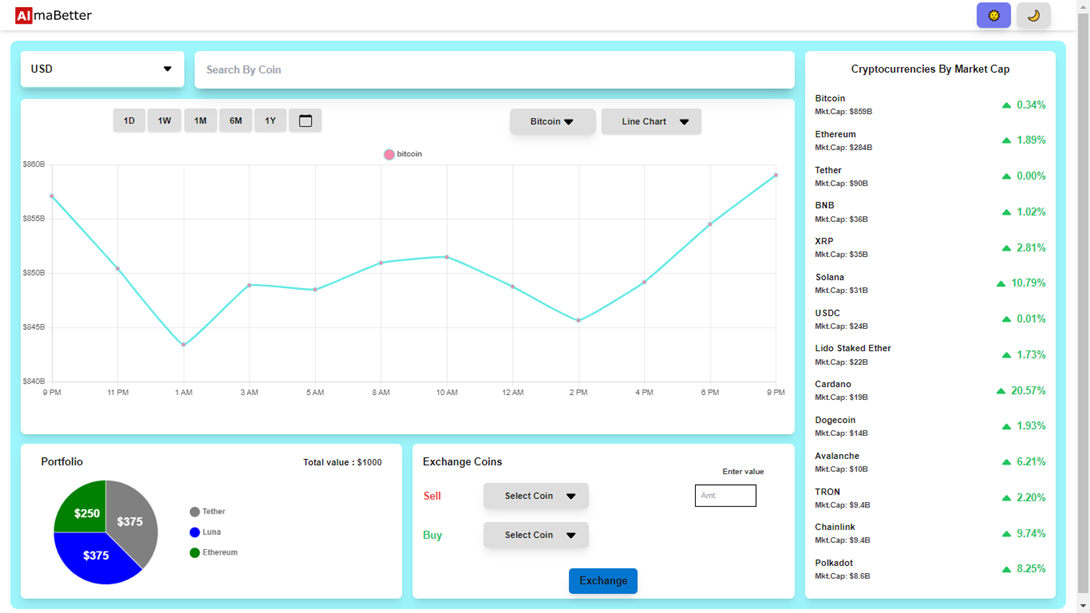 AlmaBetter
USD
Search By Coin
1D 1W 1M 6M 1Y
Bitcoin
Line Chart
bitcoin
$860B
$855B
$850B
$845B
$840B
9 PM 11 PM 1 AM 3 AM 5 AM 8 AM 10 AM 12 AM 2 PM 4 PM 6 PM 9 PM
Portfolio
Total value : $1000
$250
$375
$375
Tether
Luna
Ethereum
Exchange Coins
Enter value
Sell
Select Coin
Amt:
Buy
Select Coin
Exchange
Cryptocurrencies By Market Cap
Bitcoin
Mkt.Cap: $859B
0.34%
Ethereum
Mkt.Cap: $284B
1.89%
Tether
Mkt.Cap: $90B
0.00%
BNB
Mkt.Cap: $36B
1.02%
XRP
Mkt.Cap: $35B
2.81%
Solana
Mkt.Cap: $31B
10.79%
USDC
Mkt.Cap: $24B
0.01%
Lido Staked Ether
Mkt.Cap: $22B
1.73%
Cardano
Mkt.Cap: $19B
20.57%
Dogecoin
Mkt.Cap: $14B
1.93%
Avalanche
Mkt.Cap: $10B
6.21%
TRON
Mkt.Cap: $9.4B
2.20%
Chainlink
Mkt.Cap: $9.4B
9.74%
Polkadot
Mkt.Cap: $8.6B
8.25%